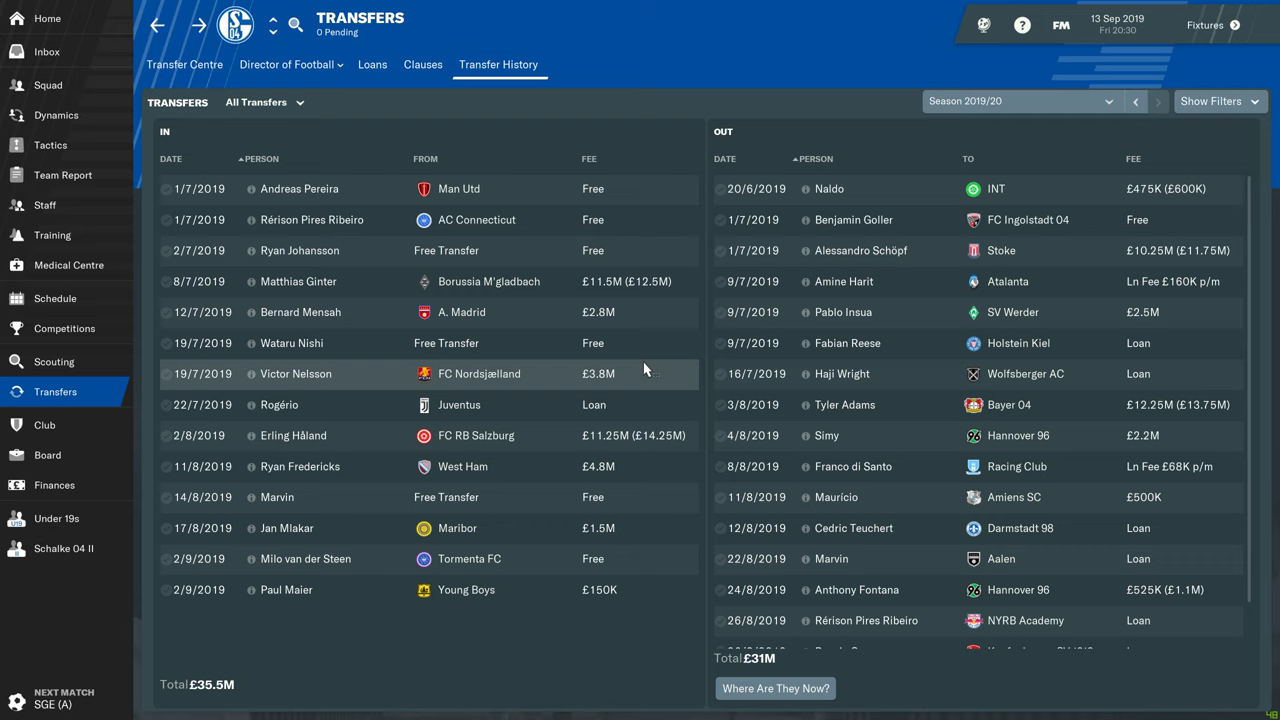 Home
Inbox
Squad
Dynamics
Tactics
Team Report
Staff
Training
Medical Centre
Schedule
Competitions
Scouting
Transfers
Club
Board
Finances
Under 19s
Schalke 04 II
NEXT MATCH
SGE (A)
TRANSFERS
0 Pending
FM
13 Sep 2019
Fri 20:30
Fixtures
Transfer Centre
Director of Football
Loans
Clauses
Transfer History
TRANSFERS All Transfers
Season 2019/20
Show Filters
IN
DATE PERSON FROM FEE
1/7/2019 Andreas Pereira Man Utd Free
1/7/2019 Rérison Pires Ribeiro AC Connecticut Free
2/7/2019 Ryan Johansson Free Transfer Free
8/7/2019 Matthias Ginter Borussia M'gladbach £11.5M (£12.5M)
12/7/2019 Bernard Mensah A. Madrid £2.8M
19/7/2019 Wataru Nishi Free Transfer Free
19/7/2019 Victor Nelsson FC Nordsjælland £3.8M
22/7/2019 Rogério Juventus Loan
2/8/2019 Erling Håland FC RB Salzburg £11.25M (£14.25M)
11/8/2019 Ryan Fredericks West Ham £4.8M
14/8/2019 Marvin Free Transfer Free
17/8/2019 Jan Mlakar Maribor £1.5M
2/9/2019 Milo van der Steen Tormenta FC Free
2/9/2019 Paul Maier Young Boys £150K
Total £35.5M
OUT
DATE PERSON TO FEE
20/6/2019 Naldo INT £475K (£600K)
1/7/2019 Benjamin Goller FC Ingolstadt 04 Free
1/7/2019 Alessandro Schöpf Stoke £10.25M (£11.75M)
9/7/2019 Amine Harit Atalanta Ln Fee £160K p/m
9/7/2019 Pablo Insua SV Werder £2.5M
9/7/2019 Fabian Reese Holstein Kiel Loan
16/7/2019 Haji Wright Wolfsberger AC Loan
3/8/2019 Tyler Adams Bayer 04 £12.25M (£13.75M)
4/8/2019 Simy Hannover 96 £2.2M
8/8/2019 Franco di Santo Racing Club Ln Fee £68K p/m
11/8/2019 Maurício Amiens SC £500K
12/8/2019 Cedric Teuchert Darmstadt 98 Loan
22/8/2019 Marvin Aalen Loan
24/8/2019 Anthony Fontana Hannover 96 £525K (£1.1M)
26/8/2019 Rérison Pires Ribeiro NYRB Academy Loan
Total £31M
Where Are They Now?